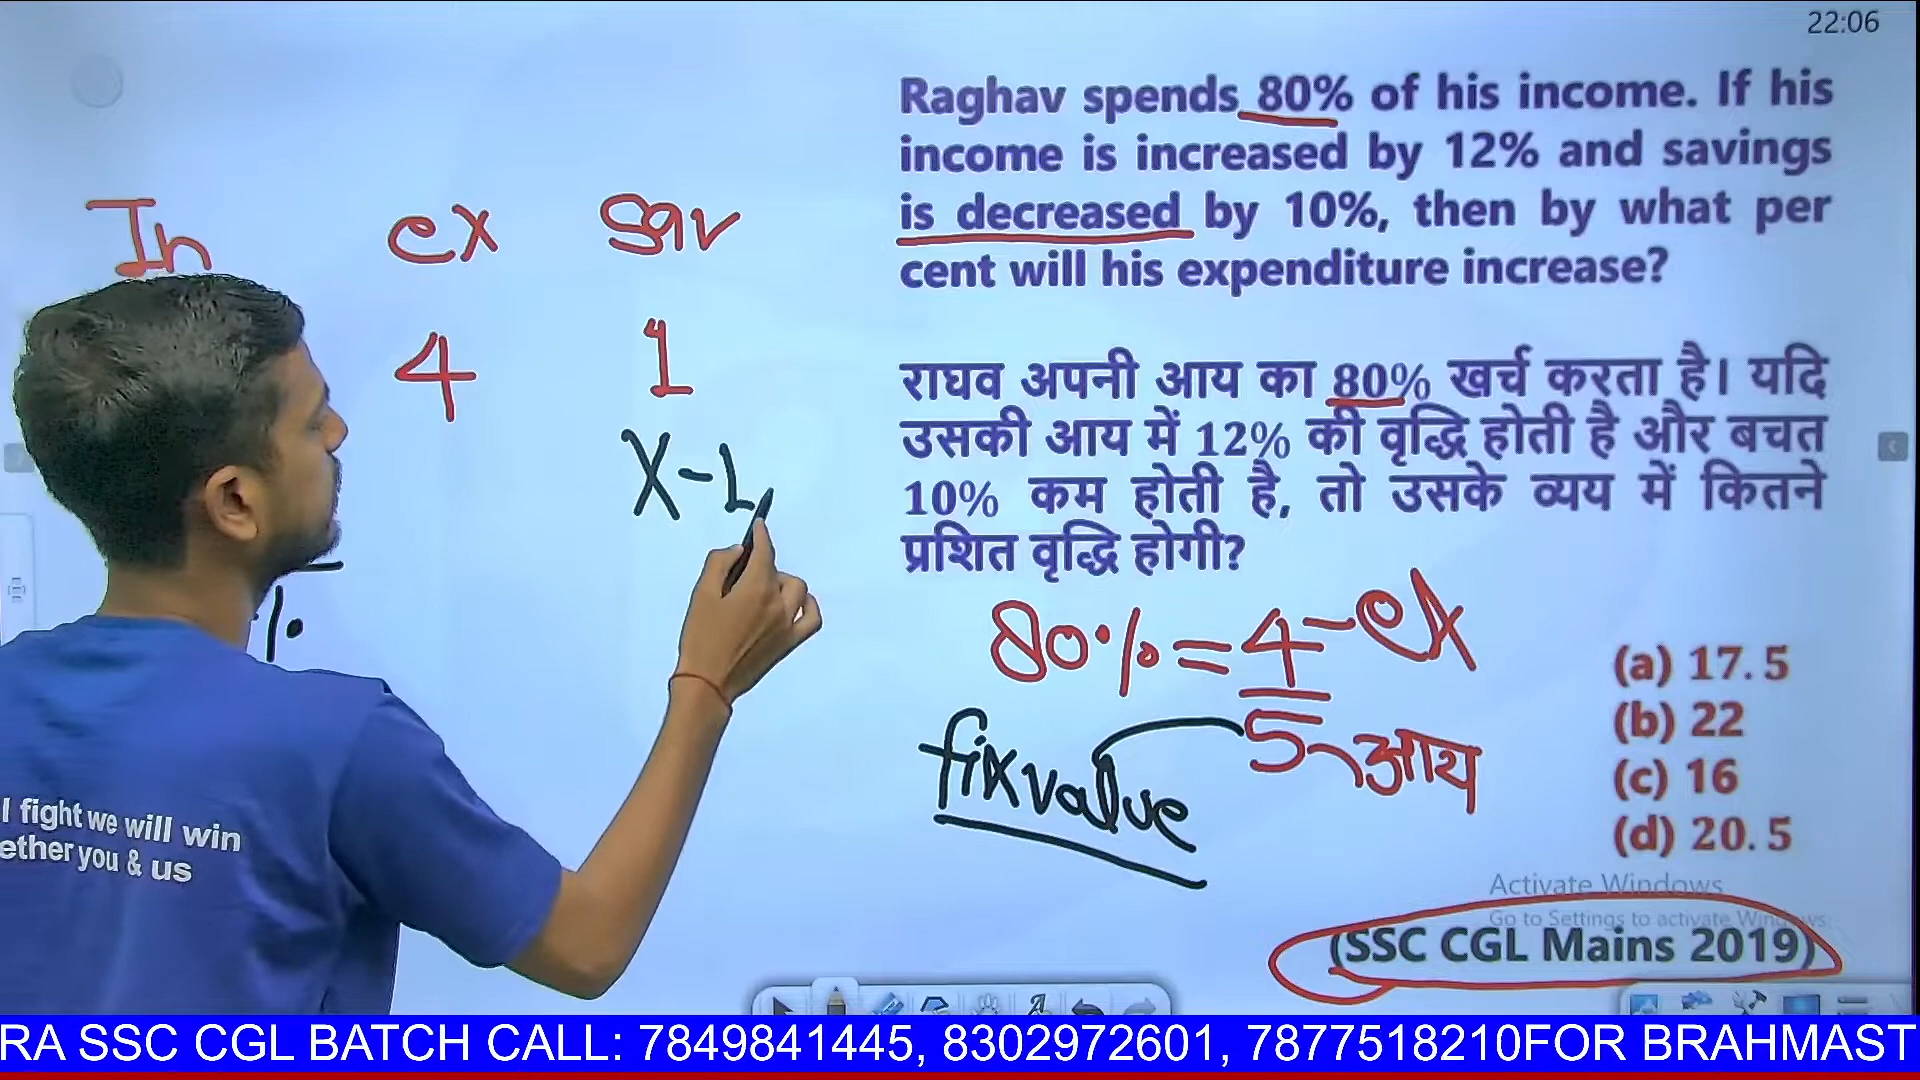 22:06
Raghav spends 80% of his income. If his
income is increased by 12% and savings
is decreased by 10%, then by what per
cent will his expenditure increase?
राघव अपनी आय का 80% खर्च करता है। यदि
उसकी आय में 12% की वृद्धि होती है और बचत
10% कम होती है, तो उसके व्यय में कितने
प्रशित वृद्धि होगी?
In ex sav
4 1
X-1
%
80%=4-ex
5-आय
fixvalue
(a) 17.5
(b) 22
(c) 16
(d) 20.5
Activate Windows
Go to Settings to activate Windows.
(SSC CGL Mains 2019)
I fight we will win
ether you & us
RA SSC CGL BATCH CALL: 7849841445, 8302972601, 7877518210FOR BRAHMAST